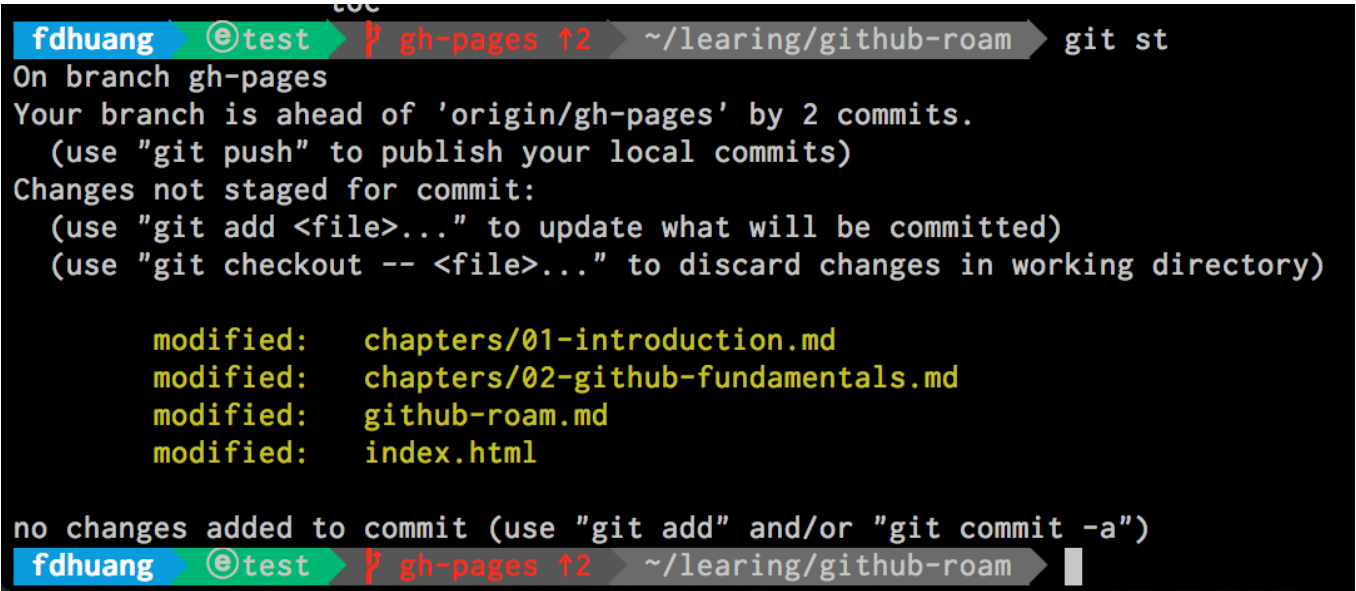 toc
fdhuang ⓔtest gh-pages ↑2 ~/learing/github-roam git st
On branch gh-pages
Your branch is ahead of 'origin/gh-pages' by 2 commits.
  (use "git push" to publish your local commits)
Changes not staged for commit:
  (use "git add <file>..." to update what will be committed)
  (use "git checkout -- <file>..." to discard changes in working directory)
modified:   chapters/01-introduction.md
modified:   chapters/02-github-fundamentals.md
modified:   github-roam.md
modified:   index.html
no changes added to commit (use "git add" and/or "git commit -a")
fdhuang ⓔtest gh-pages ↑2 ~/learing/github-roam